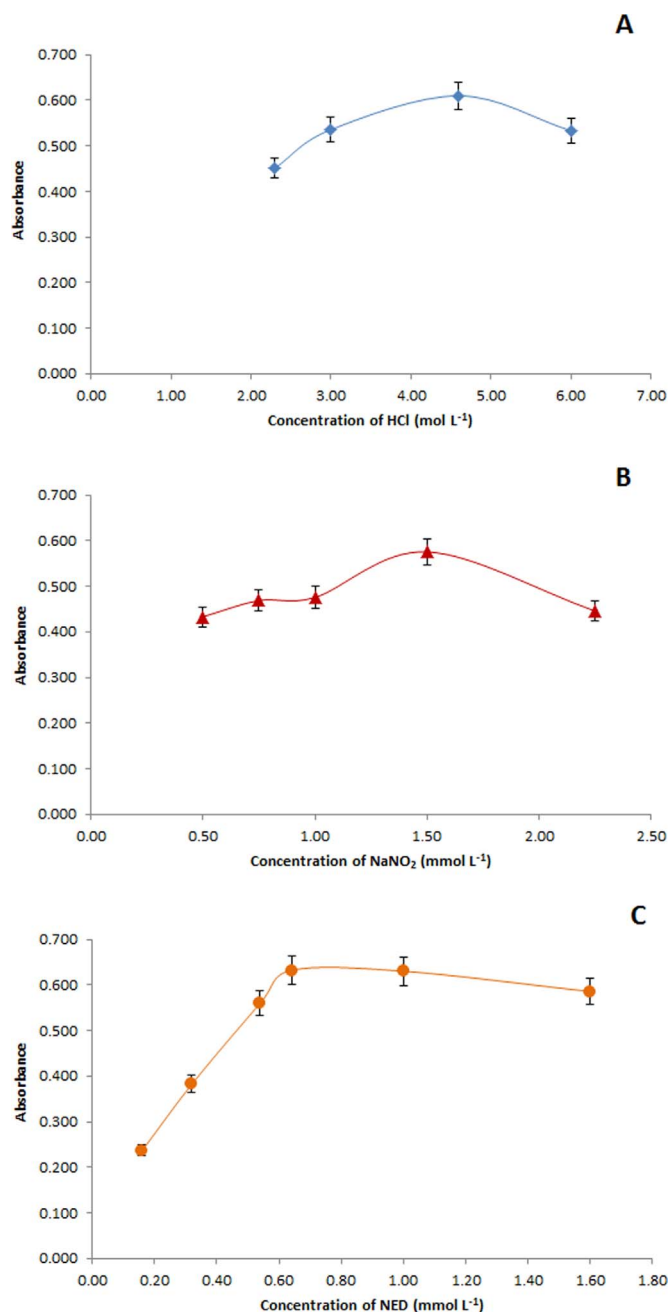 A
0.700
0.600
0.500
0.400
0.300
0.200
0.100
0.000
Absorbance
0.00 1.00 2.00 3.00 4.00 5.00 6.00 7.00
Concentration of HCl (mol L⁻¹)
B
0.700
0.600
0.500
0.400
0.300
0.200
0.100
0.000
Absorbance
0.00 0.50 1.00 1.50 2.00 2.50
Concentration of NaNO₂ (mmol L⁻¹)
C
0.700
0.600
0.500
0.400
0.300
0.200
0.100
0.000
Absorbance
0.00 0.20 0.40 0.60 0.80 1.00 1.20 1.40 1.60 1.80
Concentration of NED (mmol L⁻¹)